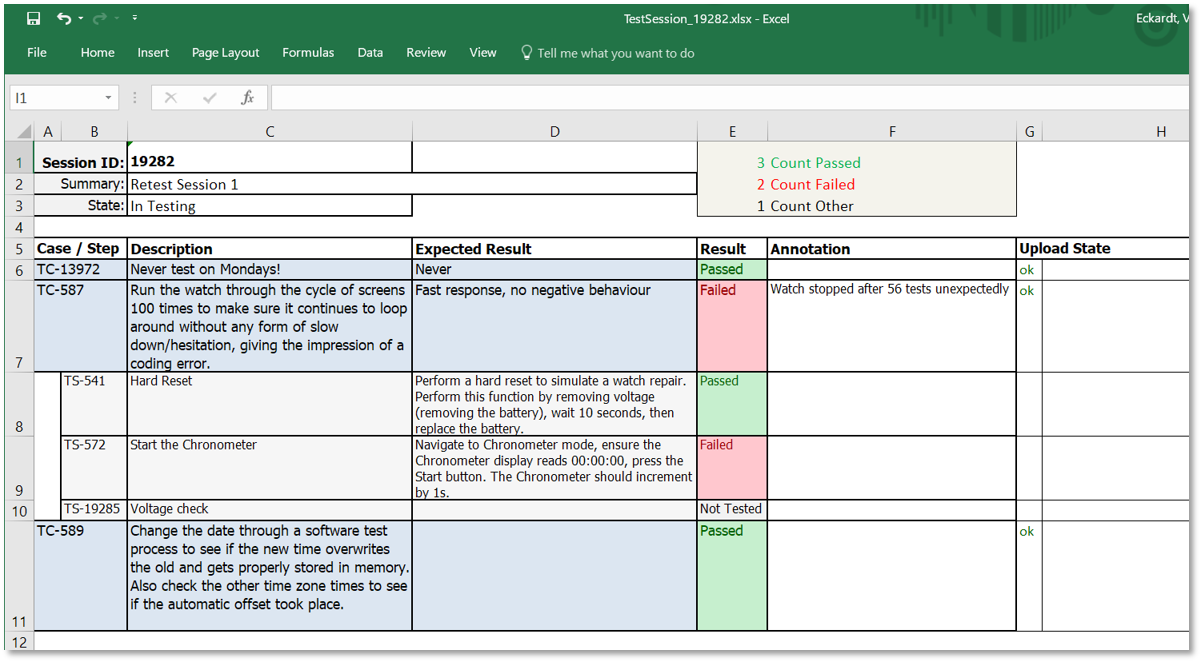 TestSession_19282.xlsx - Excel
Eckardt, V
File Home Insert Page Layout Formulas Data Review View Tell me what you want to do
I1
fx
A B C D E F G H
1 Session ID: 19282 3 Count Passed
2 Summary: Retest Session 1 2 Count Failed
3 State: In Testing 1 Count Other
4
5 Case / Step Description Expected Result Result Annotation Upload State
6 TC-13972 Never test on Mondays! Never Passed ok
TC-587 Run the watch through the cycle of screens Fast response, no negative behaviour Failed Watch stopped after 56 tests unexpectedly ok
100 times to make sure it continues to loop
around without any form of slow
down/hesitation, giving the impression of a
7 coding error.
TS-541 Hard Reset Perform a hard reset to simulate a watch repair. Passed
Perform this function by removing voltage
(removing the battery), wait 10 seconds, then
8 replace the battery.
TS-572 Start the Chronometer Navigate to Chronometer mode, ensure the Failed
Chronometer display reads 00:00:00, press the
Start button. The Chronometer should increment
9 by 1s.
10 TS-19285 Voltage check Not Tested
TC-589 Change the date through a software test Passed ok
process to see if the new time overwrites
the old and gets properly stored in memory.
Also check the other time zone times to see
if the automatic offset took place.
11
12